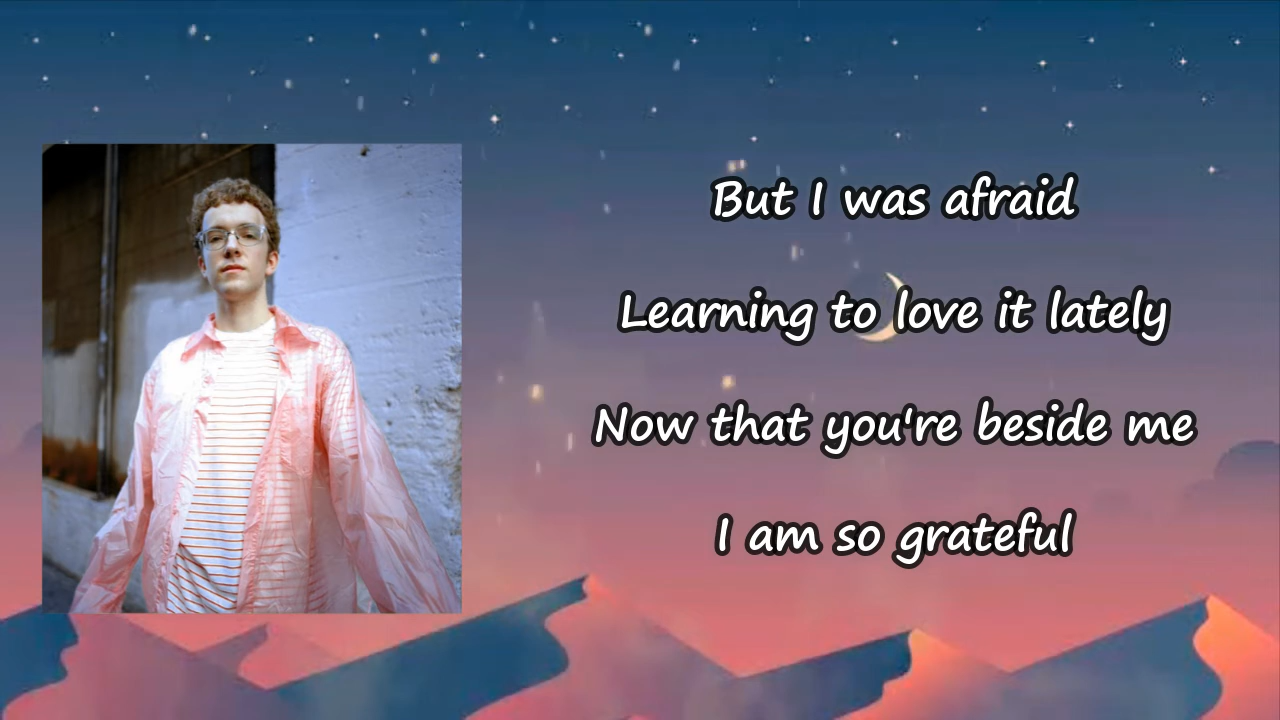 But I was afraid
Learning to love it lately
Now that you're beside me
I am so grateful